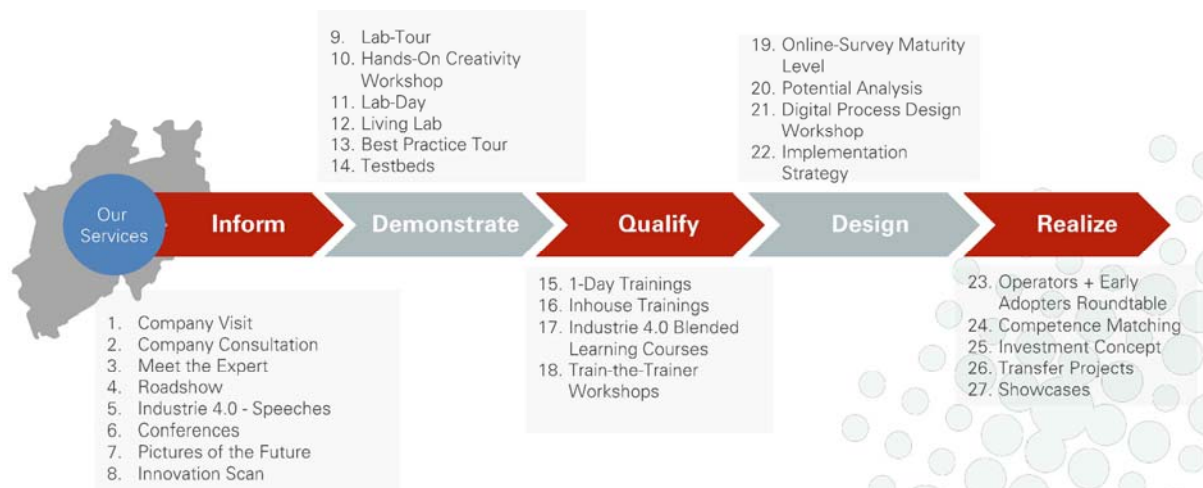 9. Lab-Tour
10. Hands-On Creativity
Workshop
11. Lab-Day
12. Living Lab
13. Best Practice Tour
14. Testbeds
19. Online-Survey Maturity
Level
20. Potential Analysis
21. Digital Process Design
Workshop
22. Implementation
Strategy
Our
Services
Inform
Demonstrate
Qualify
Design
Realize
1. Company Visit
2. Company Consultation
3. Meet the Expert
4. Roadshow
5. Industrie 4.0 - Speeches
6. Conferences
7. Pictures of the Future
8. Innovation Scan
15. 1-Day Trainings
16. Inhouse Trainings
17. Industrie 4.0 Blended
Learning Courses
18. Train-the-Trainer
Workshops
23. Operators + Early
Adopters Roundtable
24. Competence Matching
25. Investment Concept
26. Transfer Projects
27. Showcases